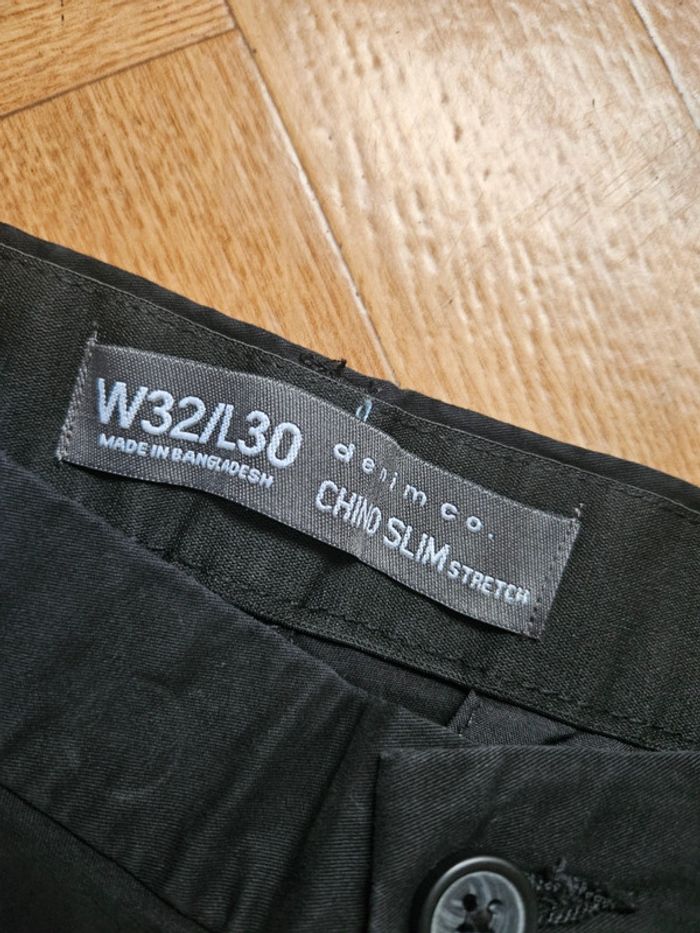 W32/L30
MADE IN BANGLADESH
denim co.
CHINO SLIM STRETCH